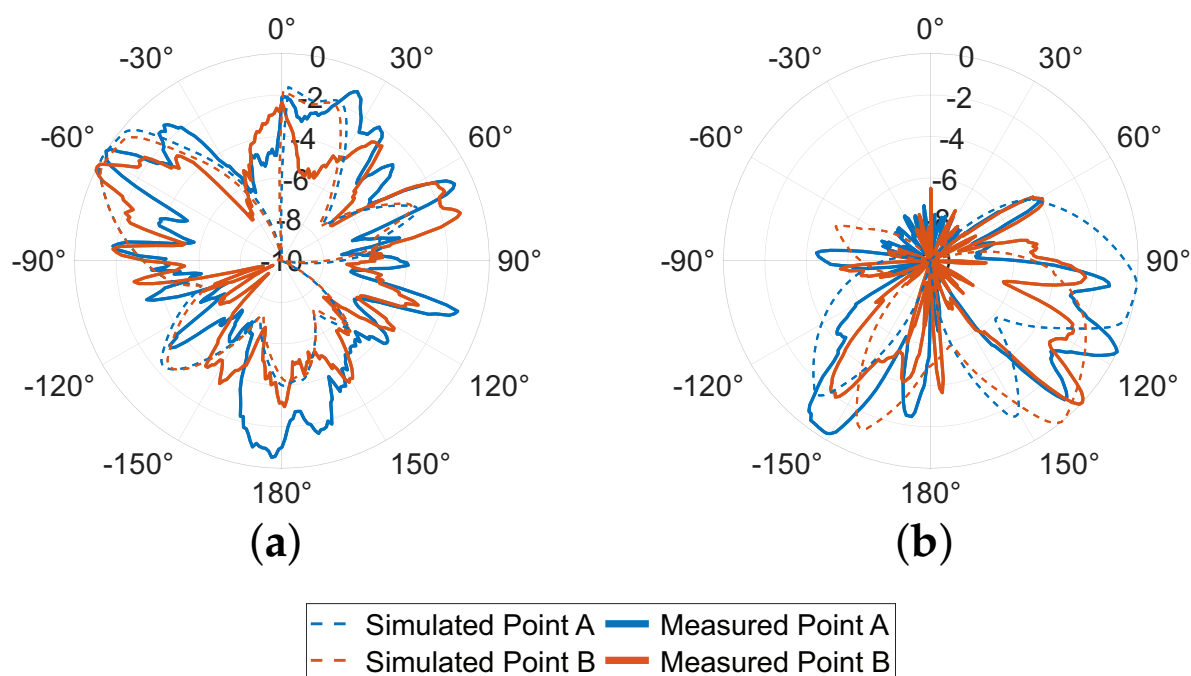 0° 0°
-30° 0 30° -30° 0 30°
-2 -2
-60° -4 60° -60° -4 60°
-6 -6
-8 -8
-90° -10 90° -90° 90°
-120° 120° -120° 120°
-150° 150° -150° 150°
180° 180°
(a) (b)
Simulated Point A Measured Point A
Simulated Point B Measured Point B